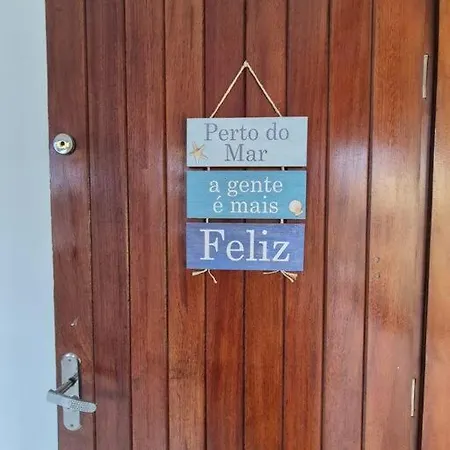 Perto do
Mar
a gente
é mais
Feliz